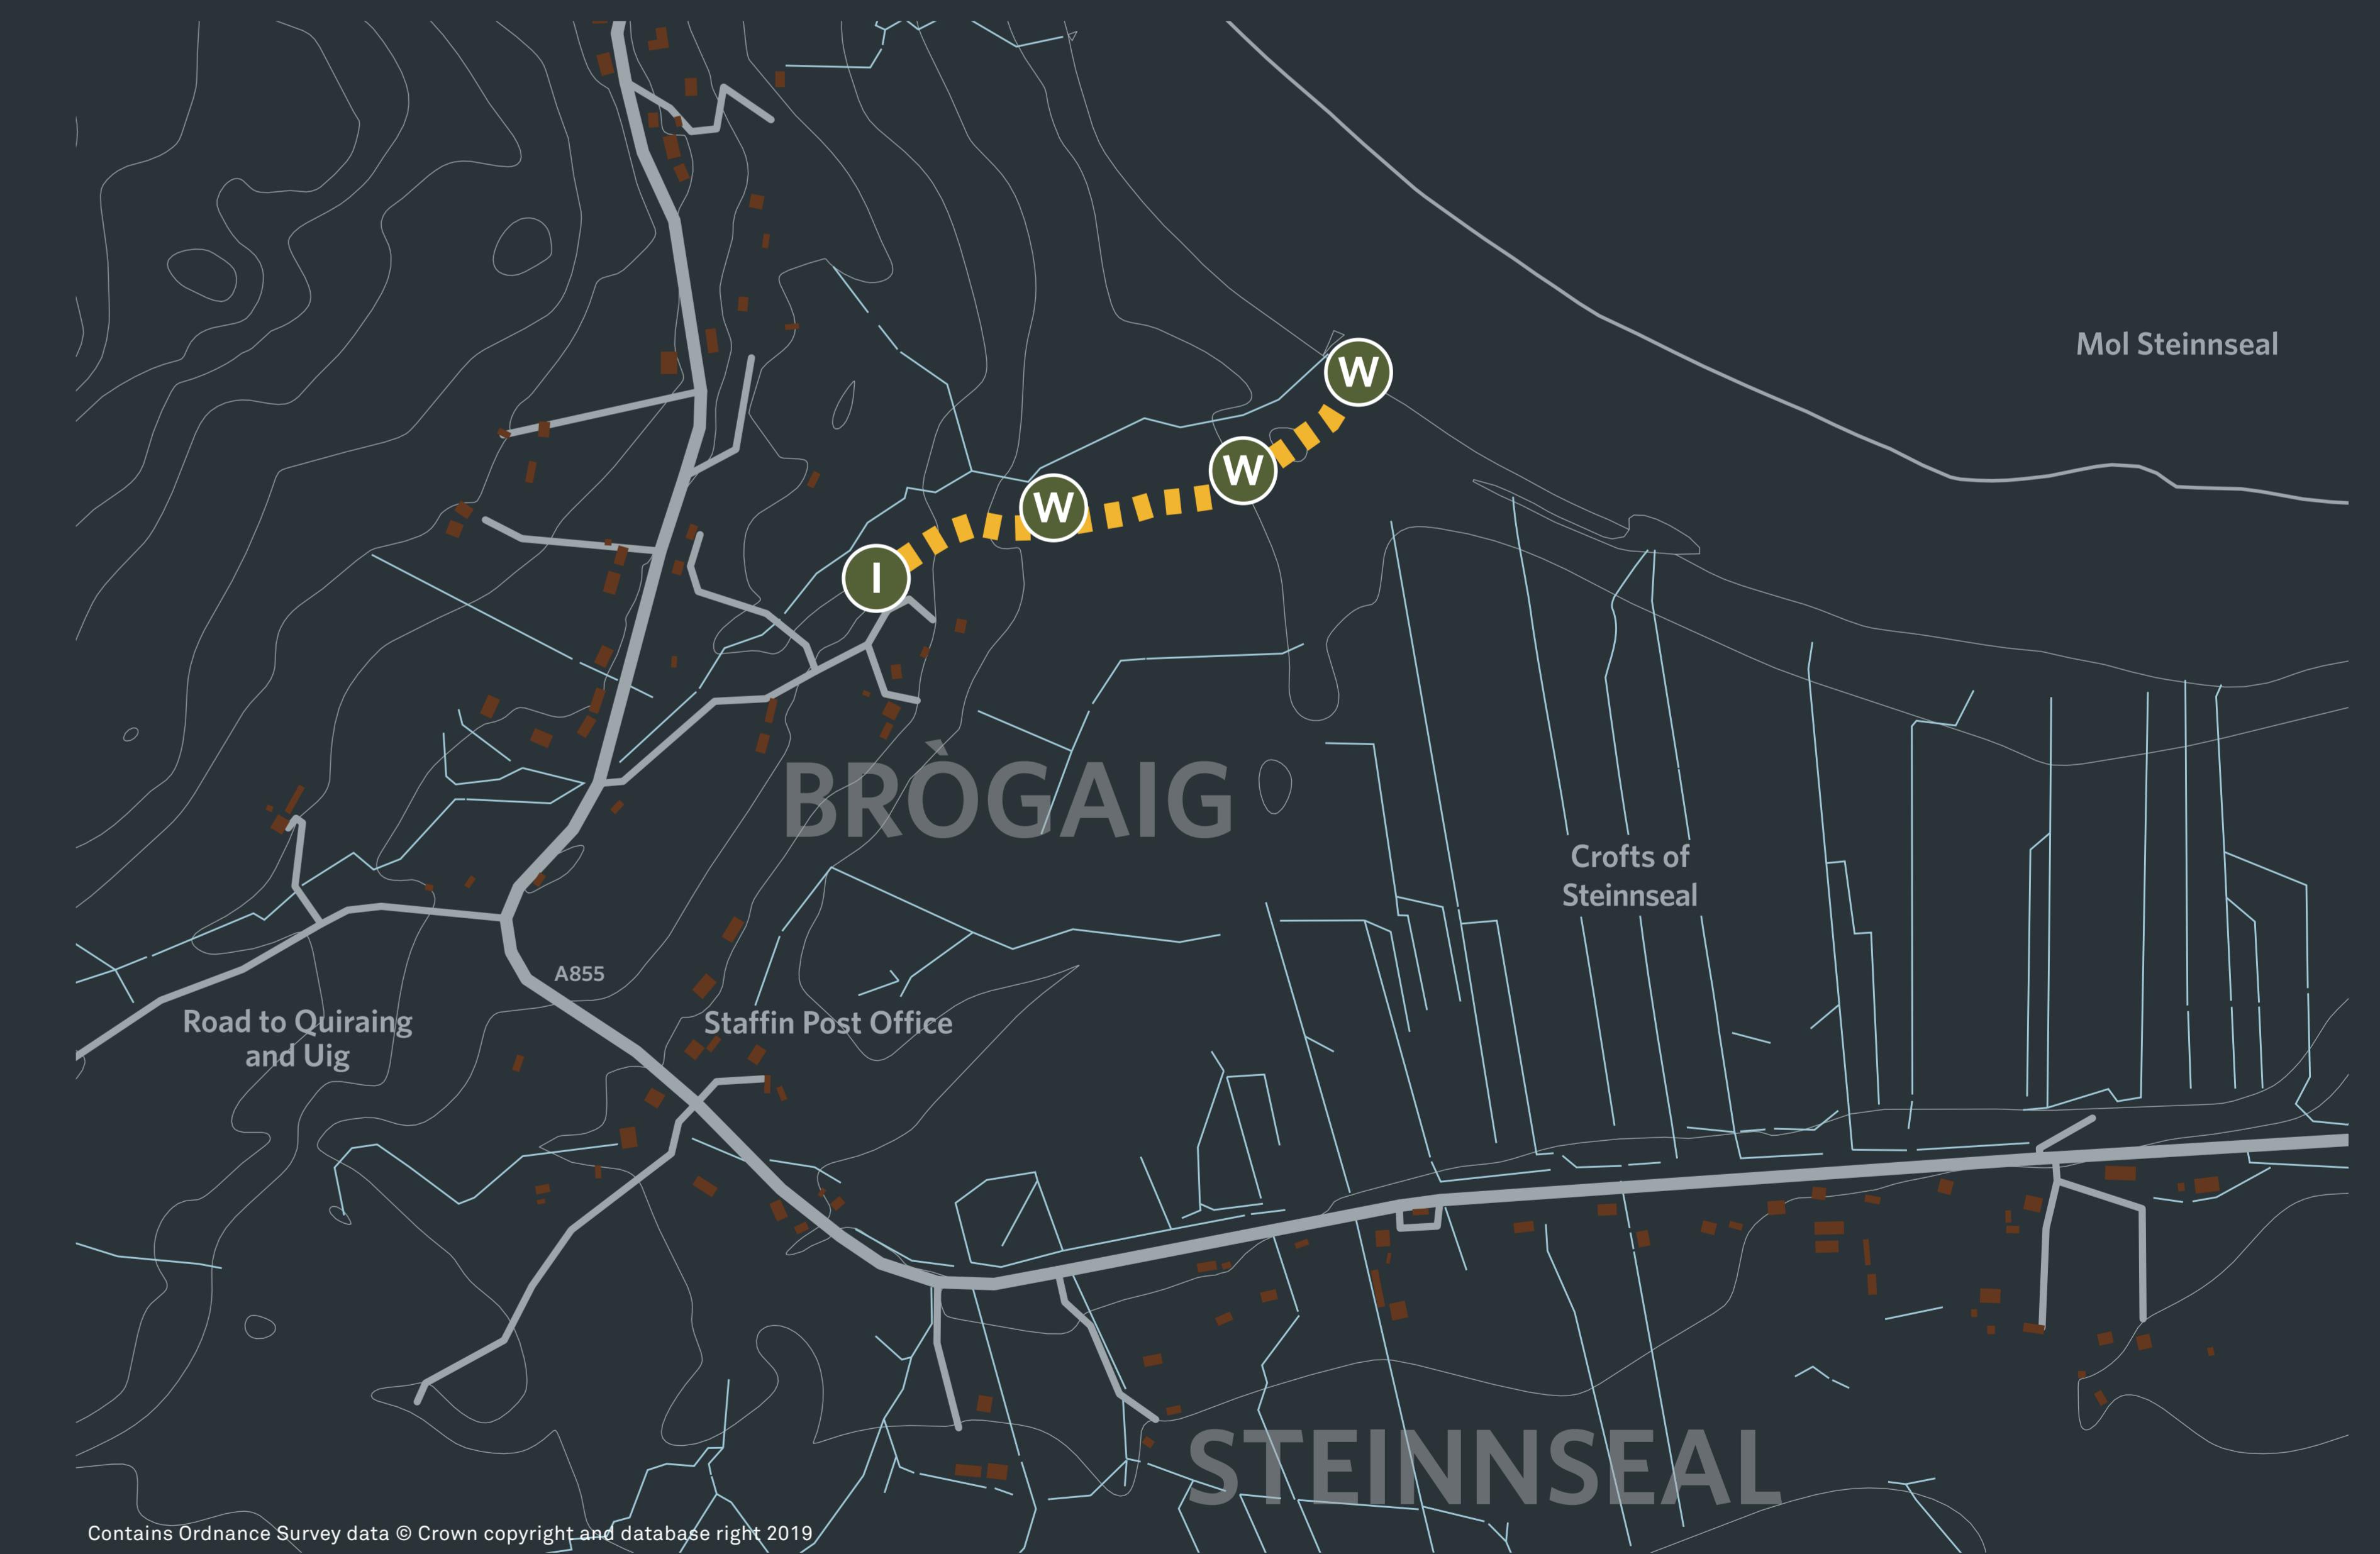 Mol Steinnseal
W
W
W
I
BRÒGAIG
Crofts of
Steinnseal
A855
Road to Quiraing
and Uig
Staffin Post Office
STEINNSEAL
Contains Ordnance Survey data © Crown copyright and database right 2019